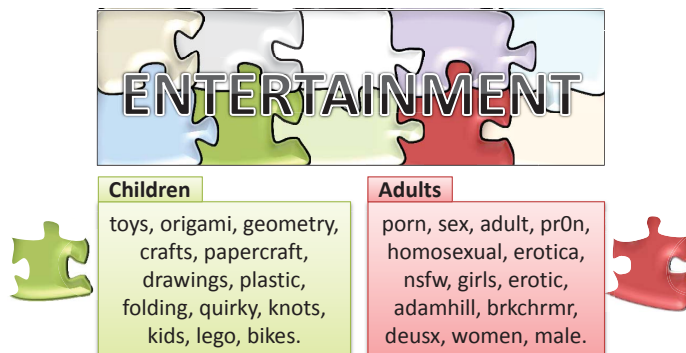 ENTERTAINMENT
Children
toys, origami, geometry,
crafts, papercraft,
drawings, plastic,
folding, quirky, knots,
kids, lego, bikes.
Adults
porn, sex, adult, pr0n,
homosexual, erotica,
nsfw, girls, erotic,
adamhill, brkchrmr,
deusx, women, male.